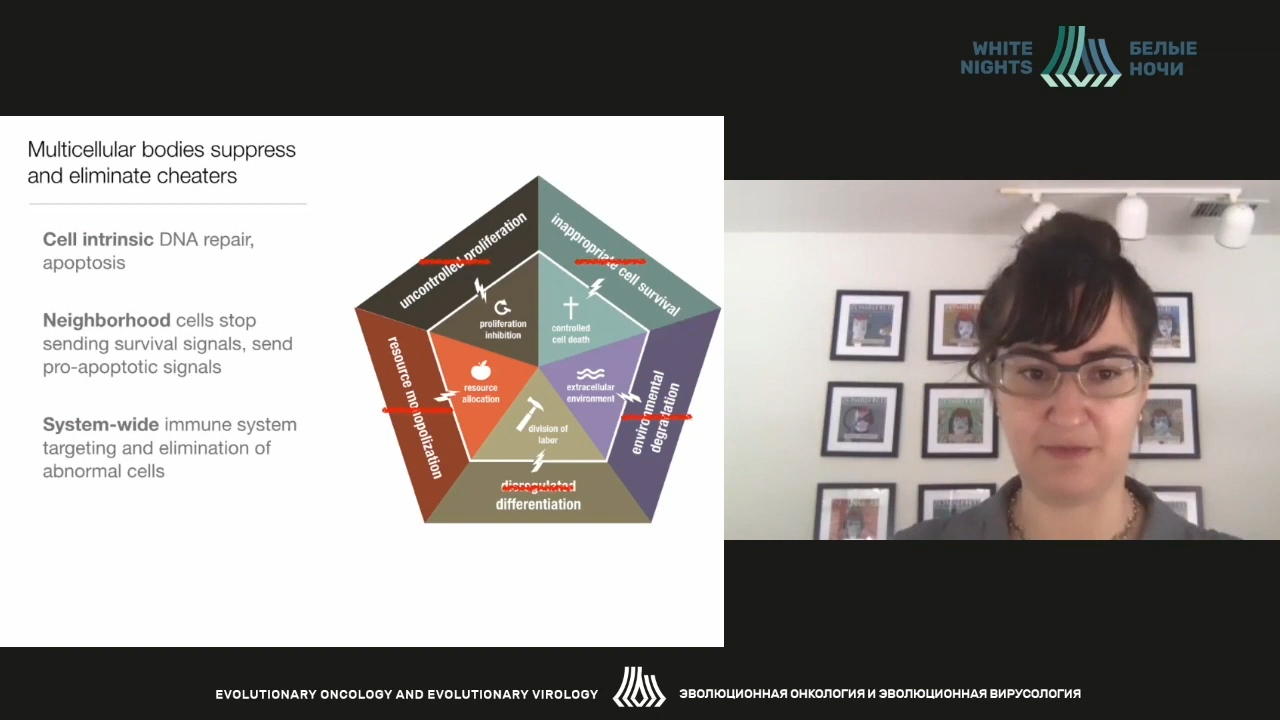 WHITE
NIGHTS
БЕЛЫЕ
НОЧИ
Multicellular bodies suppress
and eliminate cheaters
Cell intrinsic DNA repair,
apoptosis
Neighborhood cells stop
sending survival signals, send
pro-apoptotic signals
System-wide immune system
targeting and elimination of
abnormal cells
uncontrolled proliferation
inappropriate cell survival
proliferation
inhibition
controlled
cell death
resource monopolization
resource
allocation
extracellular
environment
environmental
degradation
division of
labor
disregulated
differentiation
EVOLUTIONARY ONCOLOGY AND EVOLUTIONARY VIROLOGY
ЭВОЛЮЦИОННАЯ ОНКОЛОГИЯ И ЭВОЛЮЦИОННАЯ ВИРУСОЛОГИЯ